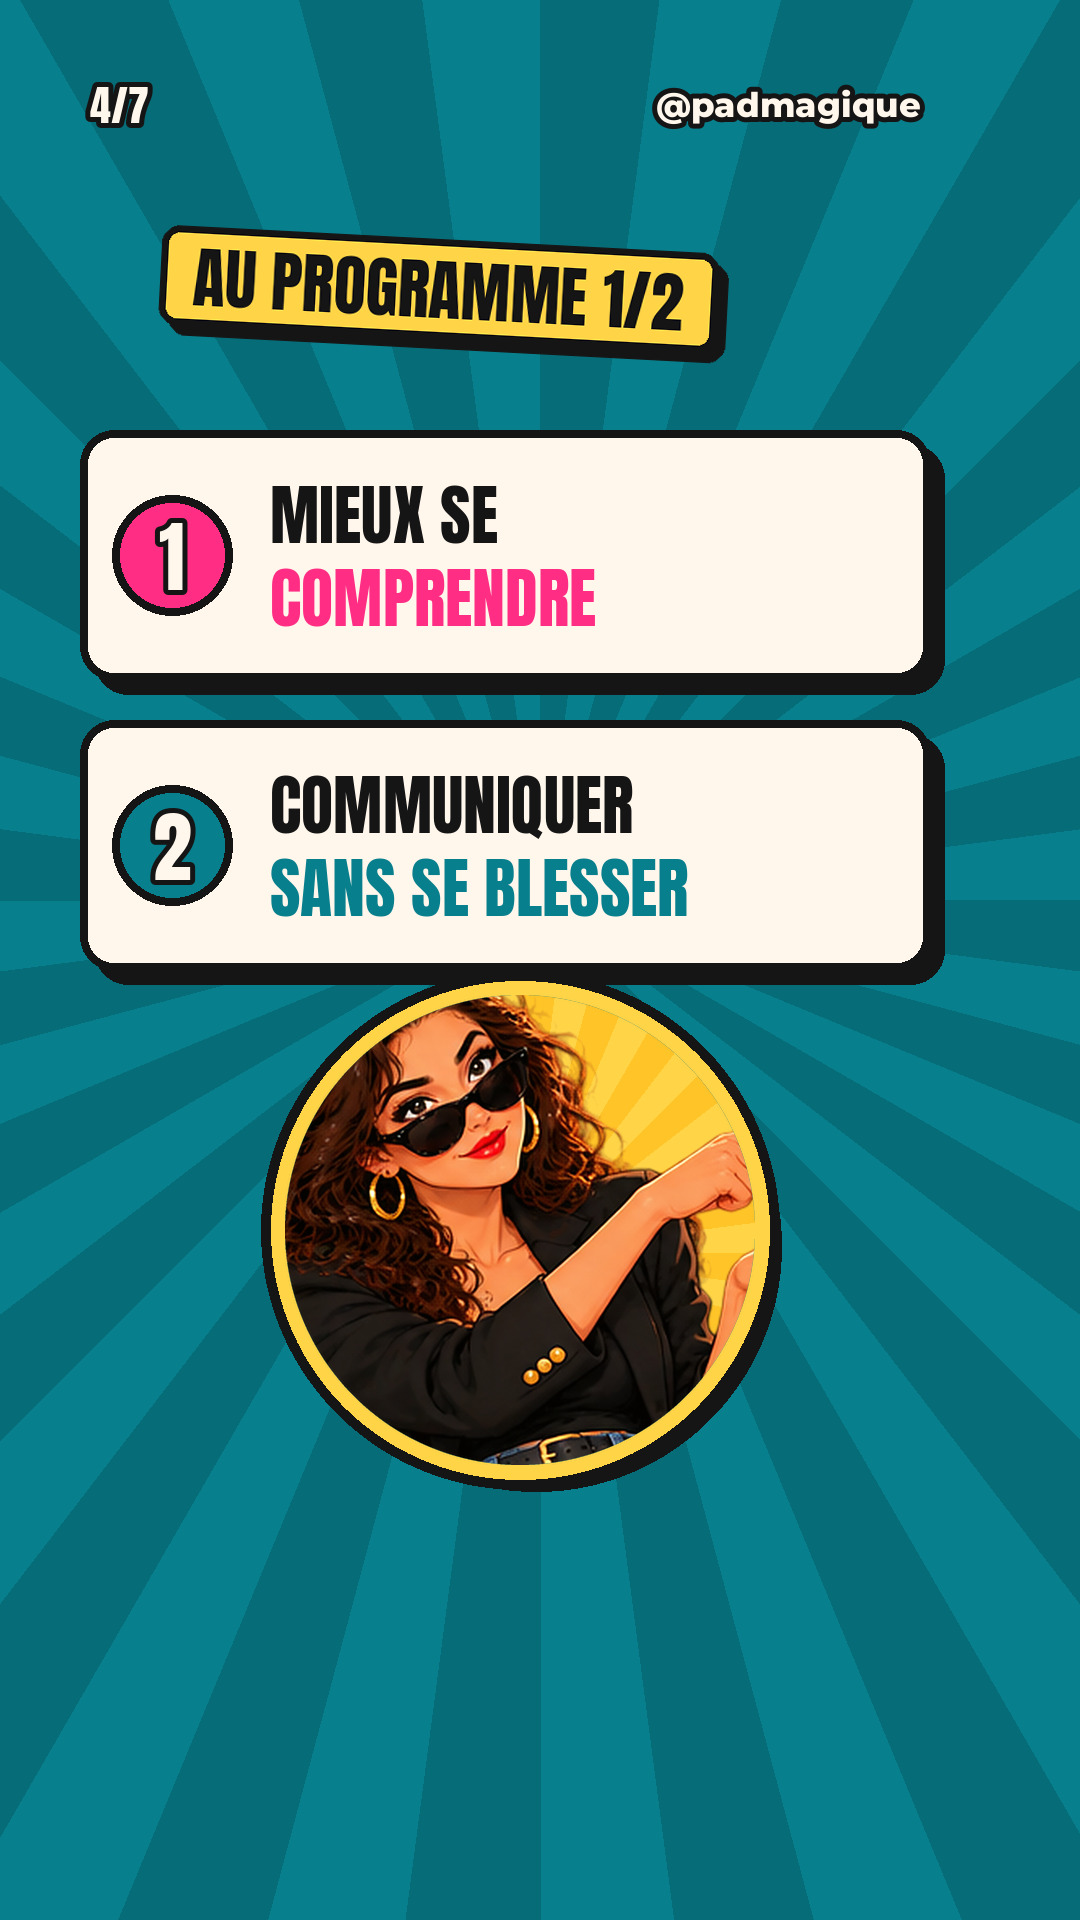 4/7
@padmagique
AU PROGRAMME 1/2
1
MIEUX SE
COMPRENDRE
2
COMMUNIQUER
SANS SE BLESSER